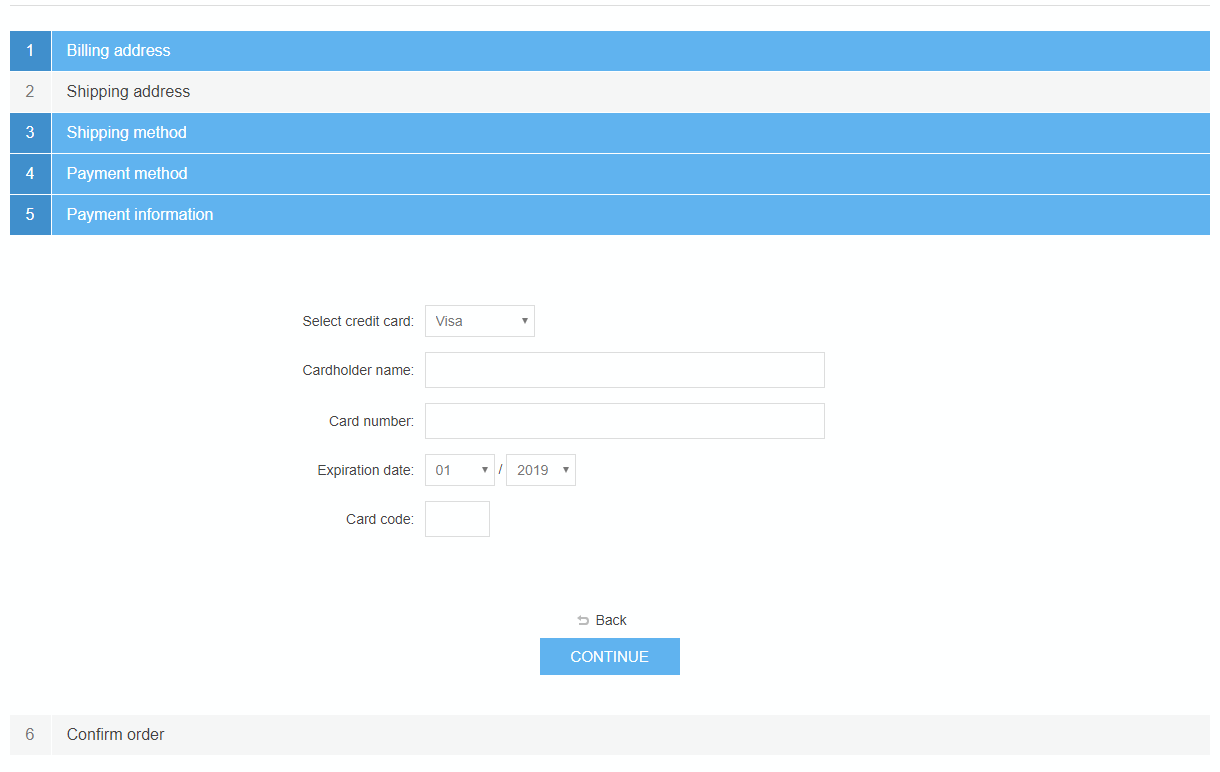 1 Billing address
2 Shipping address
3 Shipping method
4 Payment method
5 Payment information
Select credit card: Visa
Cardholder name:
Card number:
Expiration date: 01 / 2019
Card code:
Back
CONTINUE
6 Confirm order